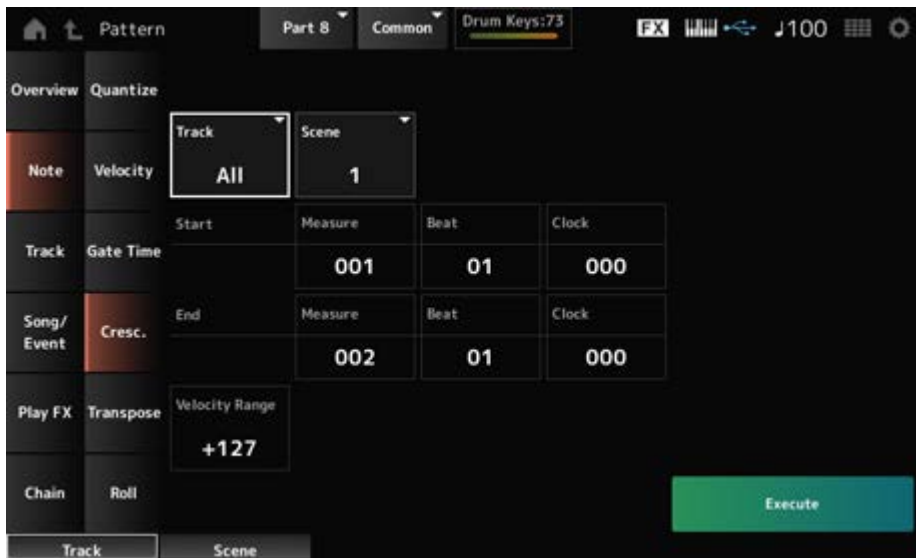 Pattern
Part 8
Common
Drum Keys:73
FX
♩100
Overview
Quantize
Note
Velocity
Track
All
Scene
1
Track
Gate Time
Start
Measure
001
Beat
01
Clock
000
Song/
Event
Cresc.
End
Measure
002
Beat
01
Clock
000
Play FX
Transpose
Velocity Range
+127
Chain
Roll
Execute
Track
Scene